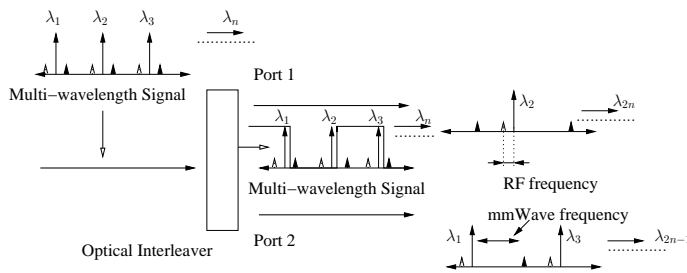 λ1 λ2 λ3 λn
Multi−wavelength Signal
Port 1
λ1 λ2 λ3 λn
λ2 λ2n
RF frequency
Multi−wavelength Signal
mmWave frequency
λ1 λ3 λ2n−
Port 2
Optical Interleaver